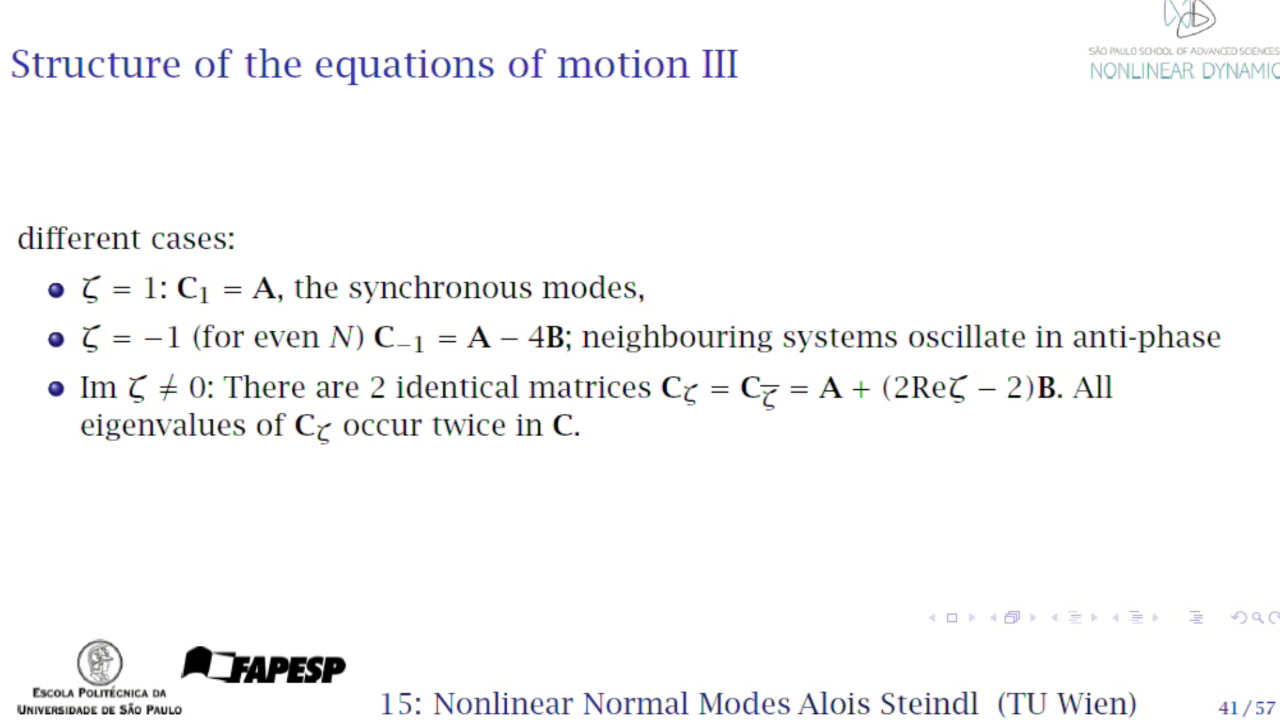 Structure of the equations of motion III
SÃO PAULO SCHOOL OF ADVANCED SCIENCES
NONLINEAR DYNAMIC
different cases:
ζ = 1: C₁ = A, the synchronous modes,
ζ = −1 (for even N) C₋₁ = A − 4B; neighbouring systems oscillate in anti-phase
Im ζ ≠ 0: There are 2 identical matrices C_ζ = C_ζ̅ = A + (2Reζ − 2)B. All
eigenvalues of C_ζ occur twice in C.
ESCOLA POLITÉCNICA DA
UNIVERSIDADE DE SÃO PAULO
FAPESP
15: Nonlinear Normal Modes Alois Steindl (TU Wien)
41/57